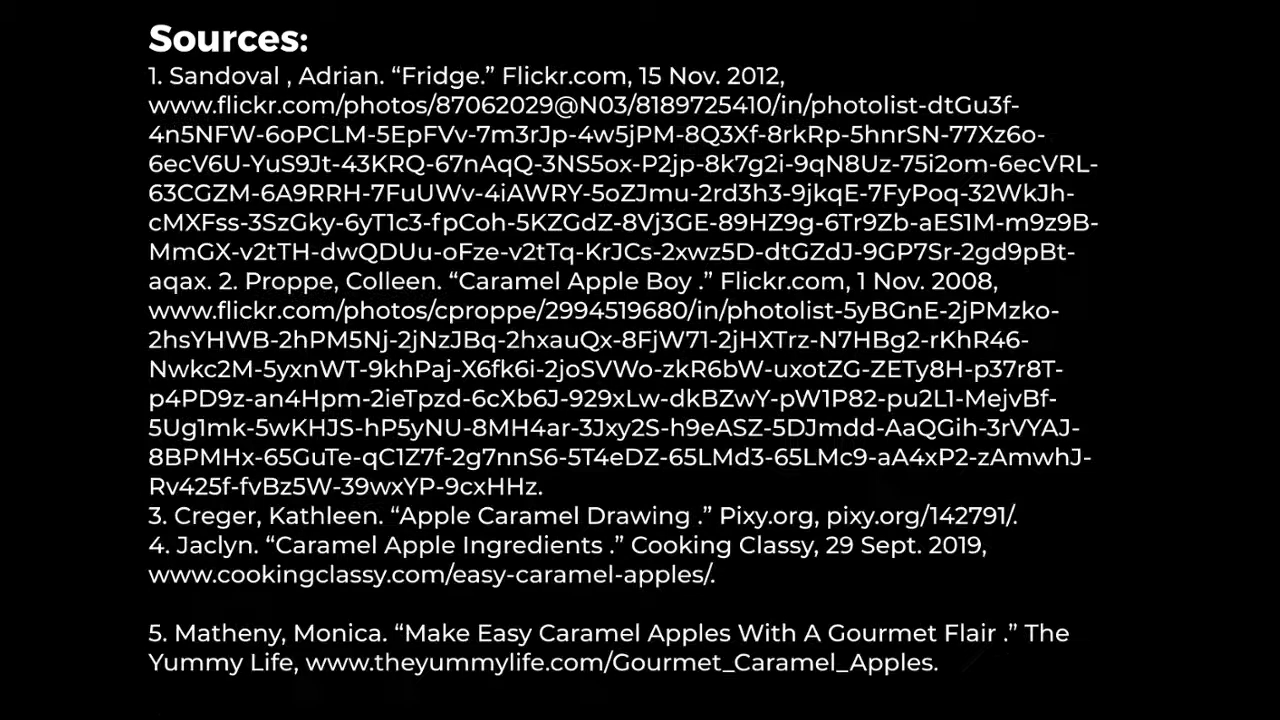 Sources:
1. Sandoval , Adrian. “Fridge.” Flickr.com, 15 Nov. 2012,
www.flickr.com/photos/87062029@N03/8189725410/in/photolist-dtGu3f-
4n5NFW-6oPCLM-5EpFVv-7m3rJp-4w5jPM-8Q3Xf-8rkRp-5hnrSN-77Xz6o-
6ecV6U-YuS9Jt-43KRQ-67nAqQ-3NS5ox-P2jp-8k7g2i-9qN8Uz-75i2om-6ecVRL-
63CGZM-6A9RRH-7FuUWv-4iAWRY-5oZJmu-2rd3h3-9jkqE-7FyPoq-32WkJh-
cMXFss-3SzGky-6yT1c3-fpCoh-5KZGdZ-8Vj3GE-89HZ9g-6Tr9Zb-aES1M-m9z9B-
MmGX-v2tTH-dwQDUu-oFze-v2tTq-KrJCs-2xwz5D-dtGZdJ-9GP7Sr-2gd9pBt-
aqax. 2. Proppe, Colleen. “Caramel Apple Boy .” Flickr.com, 1 Nov. 2008,
www.flickr.com/photos/cproppe/2994519680/in/photolist-5yBGnE-2jPMzko-
2hsYHWB-2hPM5Nj-2jNzJBq-2hxauQx-8FjW71-2jHXTrz-N7HBg2-rKhR46-
Nwkc2M-5yxnWT-9khPaj-X6fk6i-2joSVWo-zkR6bW-uxotZG-ZETy8H-p37r8T-
p4PD9z-an4Hpm-2ieTpzd-6cXb6J-929xLw-dkBZwY-pW1P82-pu2L1-MejvBf-
5Ug1mk-5wKHJS-hP5yNU-8MH4ar-3Jxy2S-h9eASZ-5DJmdd-AaQGih-3rVYAJ-
8BPMHx-65GuTe-qC1Z7f-2g7nnS6-5T4eDZ-65LMd3-65LMc9-aA4xP2-zAmwhJ-
Rv425f-fvBz5W-39wxYP-9cxHHz.
3. Creger, Kathleen. “Apple Caramel Drawing .” Pixy.org, pixy.org/142791/.
4. Jaclyn. “Caramel Apple Ingredients .” Cooking Classy, 29 Sept. 2019,
www.cookingclassy.com/easy-caramel-apples/.
5. Matheny, Monica. “Make Easy Caramel Apples With A Gourmet Flair .” The
Yummy Life, www.theyummylife.com/Gourmet_Caramel_Apples.